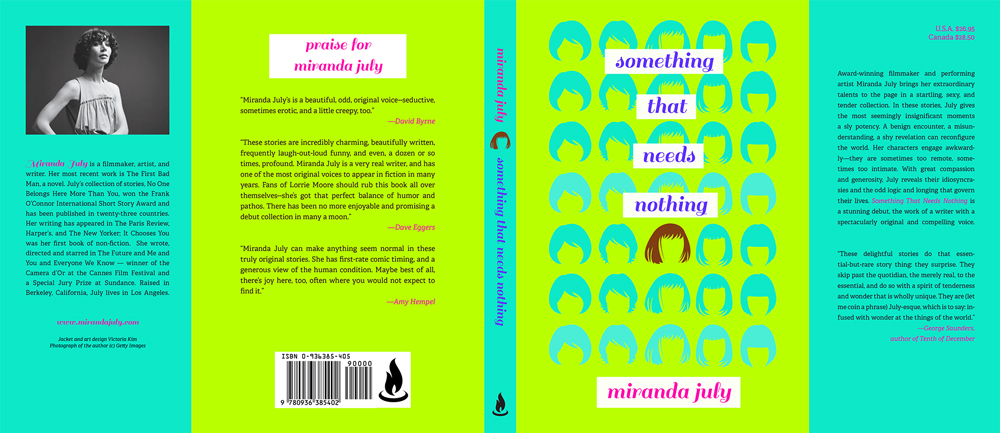 Miranda July is a filmmaker, artist, and
writer. Her most recent work is The First Bad
Man, a novel. July's collection of stories, No One
Belongs Here More Than You, won the Frank
O'Connor International Short Story Award and
has been published in twenty-three countries.
Her writing has appeared in The Paris Review,
Harper's, and The New Yorker: It Chooses You
was her first book of non-fiction. She wrote,
directed and starred in The Future and Me and
You and Everyone We Know — winner of the
Camera d'Or at the Cannes Film Festival and
a Special Jury Prize at Sundance. Raised in
Berkeley, California, July lives in Los Angeles.
www.mirandajuly.com
Jacket and art design Victoria Kim
Photograph of the author (c) Getty Images
praise for
miranda july
"Miranda July's is a beautiful, odd, original voice—seductive,
sometimes erotic, and a little creepy, too."
—David Byrne
"These stories are incredibly charming, beautifully written,
frequently laugh-out-loud funny, and even, a dozen or so
times, profound. Miranda July is a very real writer, and has
one of the most original voices to appear in fiction in many
years. Fans of Lorrie Moore should rub this book all over
themselves—she's got that perfect balance of humor and
pathos. There has been no more enjoyable and promising a
debut collection in many a moon."
—Dave Eggers
"Miranda July can make anything seem normal in these
truly original stories. She has first-rate comic timing, and a
generous view of the human condition. Maybe best of all,
there's joy here, too, often where you would not expect to
find it."
—Amy Hempel
ISBN 0-936385-405
90000
9 780936 385402
miranda july
something that needs nothing
something
that
needs
nothing
miranda july
U.S.A. $26.95
Canada $28.50
Award-winning filmmaker and performing
artist Miranda July brings her extraordinary
talents to the page in a startling, sexy, and
tender collection. In these stories, July gives
the most seemingly insignificant moments
a sly potency. A benign encounter, a misun-
derstanding, a shy revelation can reconfigure
the world. Her characters engage awkward-
ly—they are sometimes too remote, some-
times too intimate. With great compassion
and generosity, July reveals their idiosyncra-
sies and the odd logic and longing that govern
their lives. Something That Needs Nothing is
a stunning debut, the work of a writer with a
spectacularly original and compelling voice.
"These delightful stories do that essen-
tial-but-rare story thing: they surprise. They
skip past the quotidian, the merely real, to the
essential, and do so with a spirit of tenderness
and wonder that is wholly unique. They are (let
me coin a phrase) July-esque, which is to say: in-
fused with wonder at the things of the world."
—George Saunders,
author of Tenth of December